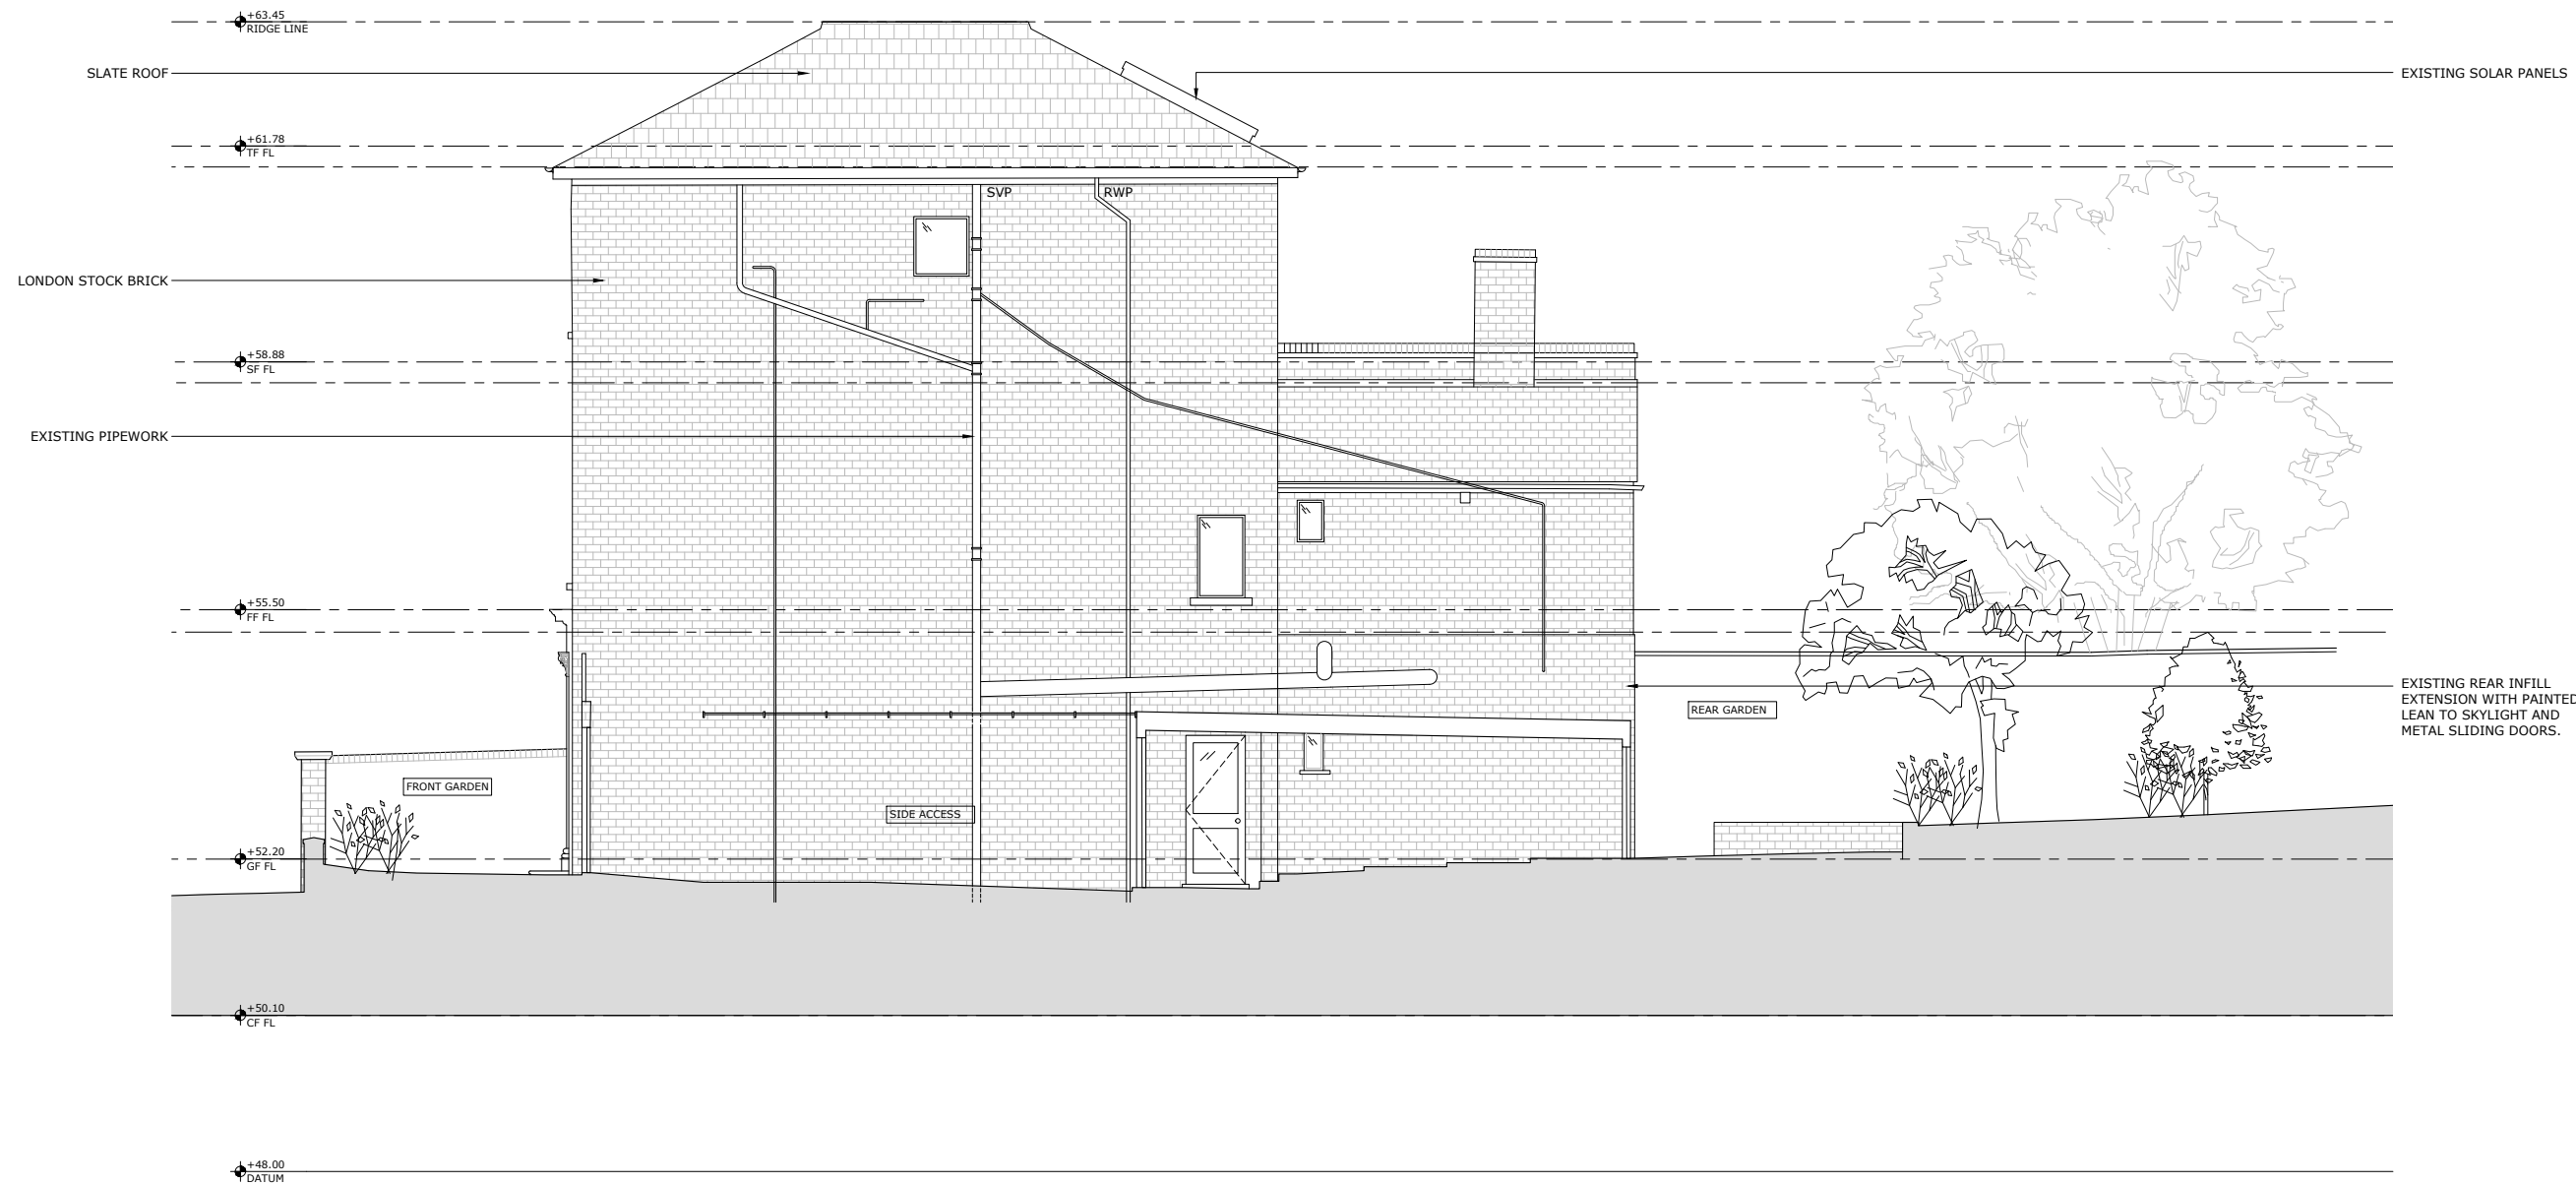 +63.45
RIDGE LINE
SLATE ROOF
EXISTING SOLAR PANELS
+61.78
TF FL
SVP
RWP
LONDON STOCK BRICK
+58.88
SF FL
EXISTING PIPEWORK
+55.50
FF FL
EXISTING REAR INFILL
EXTENSION WITH PAINTED
LEAN TO SKYLIGHT AND
METAL SLIDING DOORS.
REAR GARDEN
FRONT GARDEN
SIDE ACCESS
+52.20
GF FL
+50.10
CF FL
+48.00
DATUM